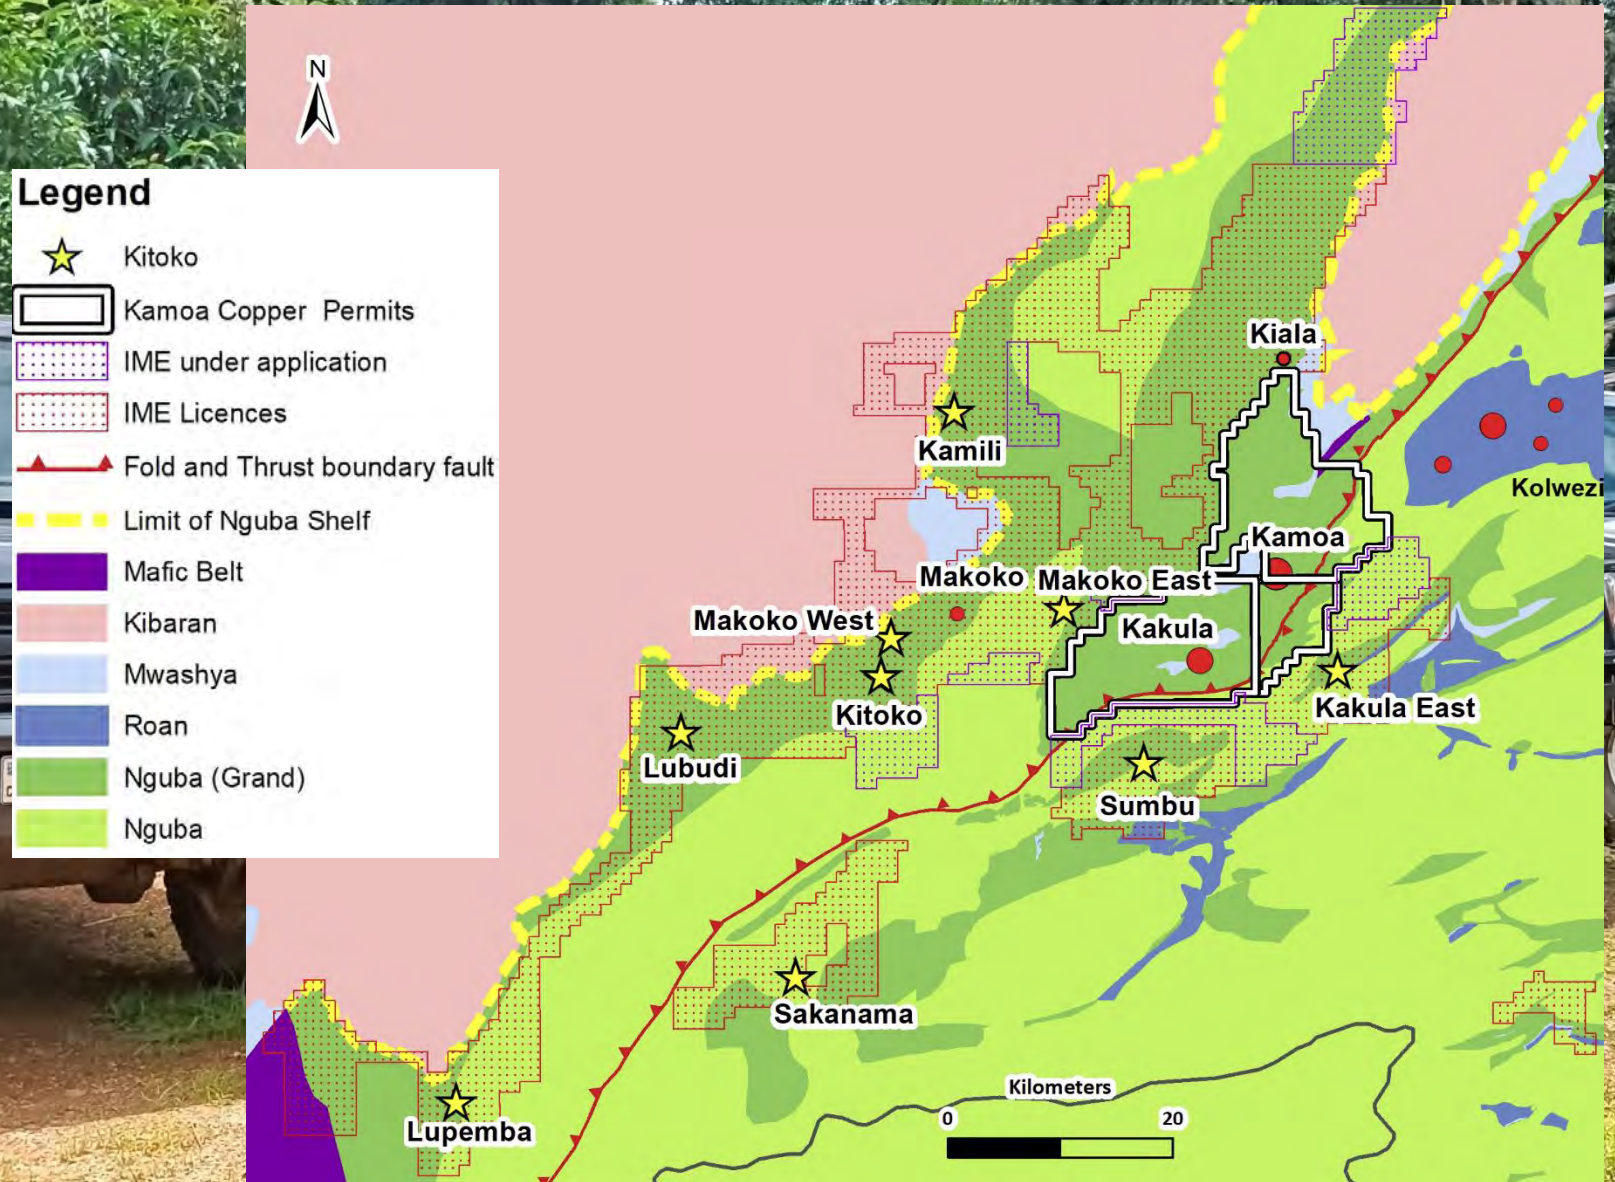 N
Legend
Kitoko
Kamoa Copper Permits
IME under application
IME Licences
Fold and Thrust boundary fault
Limit of Nguba Shelf
Mafic Belt
Kibaran
Mwashya
Roan
Nguba (Grand)
Nguba
Kiala
Kamili
Kolwezi
Kamoa
Makoko
Makoko East
Makoko West
Kakula
Kitoko
Kakula East
Lubudi
Sumbu
Sakanama
Lupemba
Kilometers
0 20